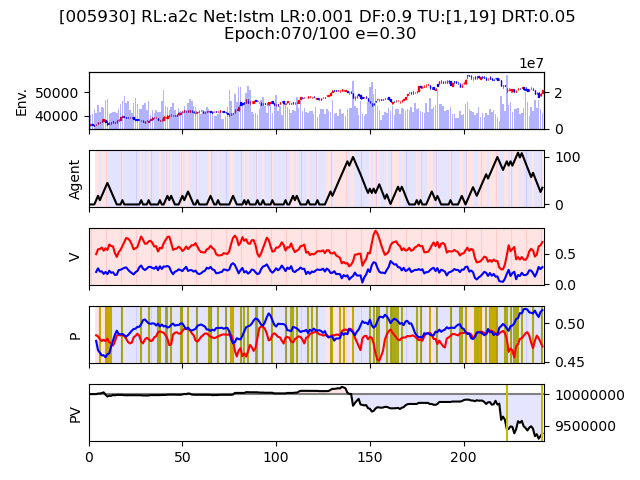 [005930] RL:a2c Net:lstm LR:0.001 DF:0.9 TU:[1,19] DRT:0.05
Epoch:070/100 e=0.30
1e7
Env.
50000
40000
2
0
Agent
100
0
V
0.5
0.0
P
0.50
0.45
PV
10000000
9500000
0 50 100 150 200